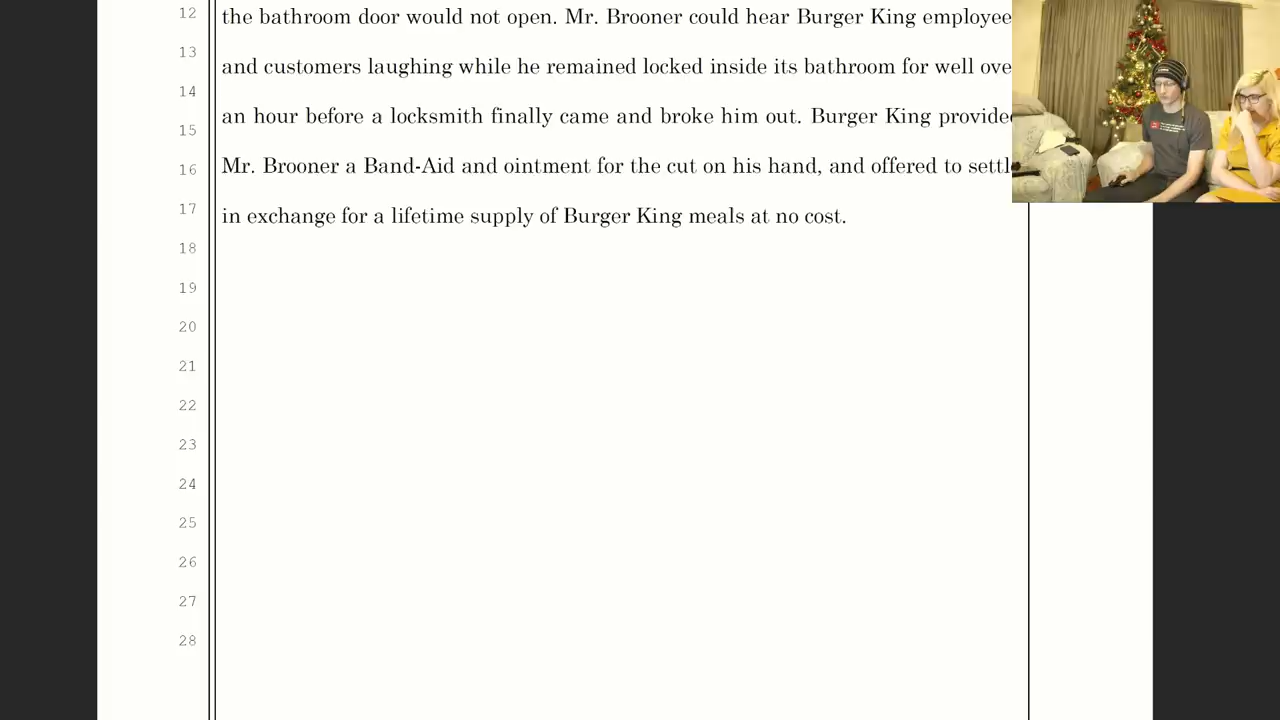 12 the bathroom door would not open. Mr. Brooner could hear Burger King employee
13 and customers laughing while he remained locked inside its bathroom for well ove
14 an hour before a locksmith finally came and broke him out. Burger King provided
15
16 Mr. Brooner a Band-Aid and ointment for the cut on his hand, and offered to settl
17 in exchange for a lifetime supply of Burger King meals at no cost.
18
19
20
21
22
23
24
25
26
27
28